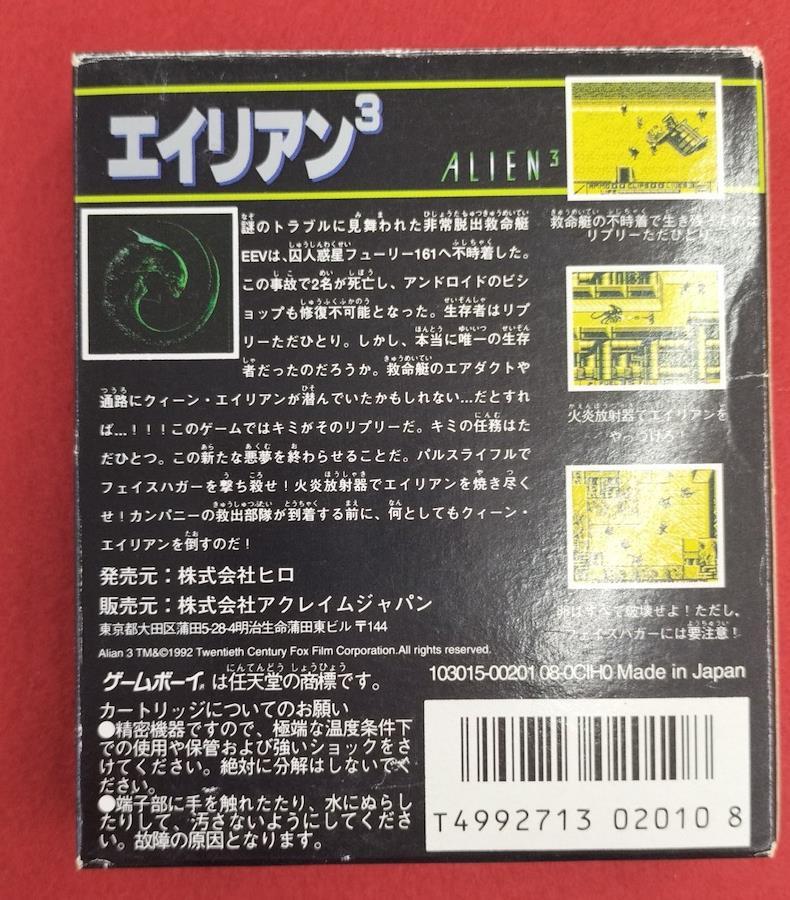 エイリアン3
ALIEN3
AMMO CLIPS LIVES 3
救命艇の不時着で生き残ったのは
リプリーただひとり。
謎のトラブルに見舞われた非常脱出救命艇
EEVは、囚人惑星フューリー161へ不時着した。
この事故で2名が死亡し、アンドロイドのビシ
ョップも修復不可能となった。生存者はリプ
リーただひとり。しかし、本当に唯一の生存
者だったのだろうか。救命艇のエアダクトや
通路にクィーン・エイリアンが潜んでいたかもしれない…だとすれ
ば…！！！このゲームではキミがそのリプリーだ。キミの任務はた
だひとつ。この新たな悪夢を終わらせることだ。パルスライフルで
フェイスハガーを撃ち殺せ！火炎放射器でエイリアンを焼き尽く
せ！カンパニーの救出部隊が到着する前に、何としてもクィーン・
エイリアンを倒すのだ！
火炎放射器でエイリアンを
やっつけろ！
卵はすべて破壊せよ！ただし、
フェイスハガーには要注意！
発売元：株式会社ヒロ
販売元：株式会社アクレイムジャパン
東京都大田区蒲田5-28-4明治生命蒲田東ビル 〒144
Alian 3 TM&©1992 Twentieth Century Fox Film Corporation.All rights reserved.
ゲームボーイは任天堂の商標です。
103015-00201 08-0CIH0 Made in Japan
カートリッジについてのお願い
●精密機器ですので、極端な温度条件下
での使用や保管および強いショックをさ
けてください。絶対に分解はしないでく
ださい。
●端子部に手を触れたたり、水にぬらし
たりして、汚さないようにしてくださ
い。故障の原因となります。
T4992713 02010 8